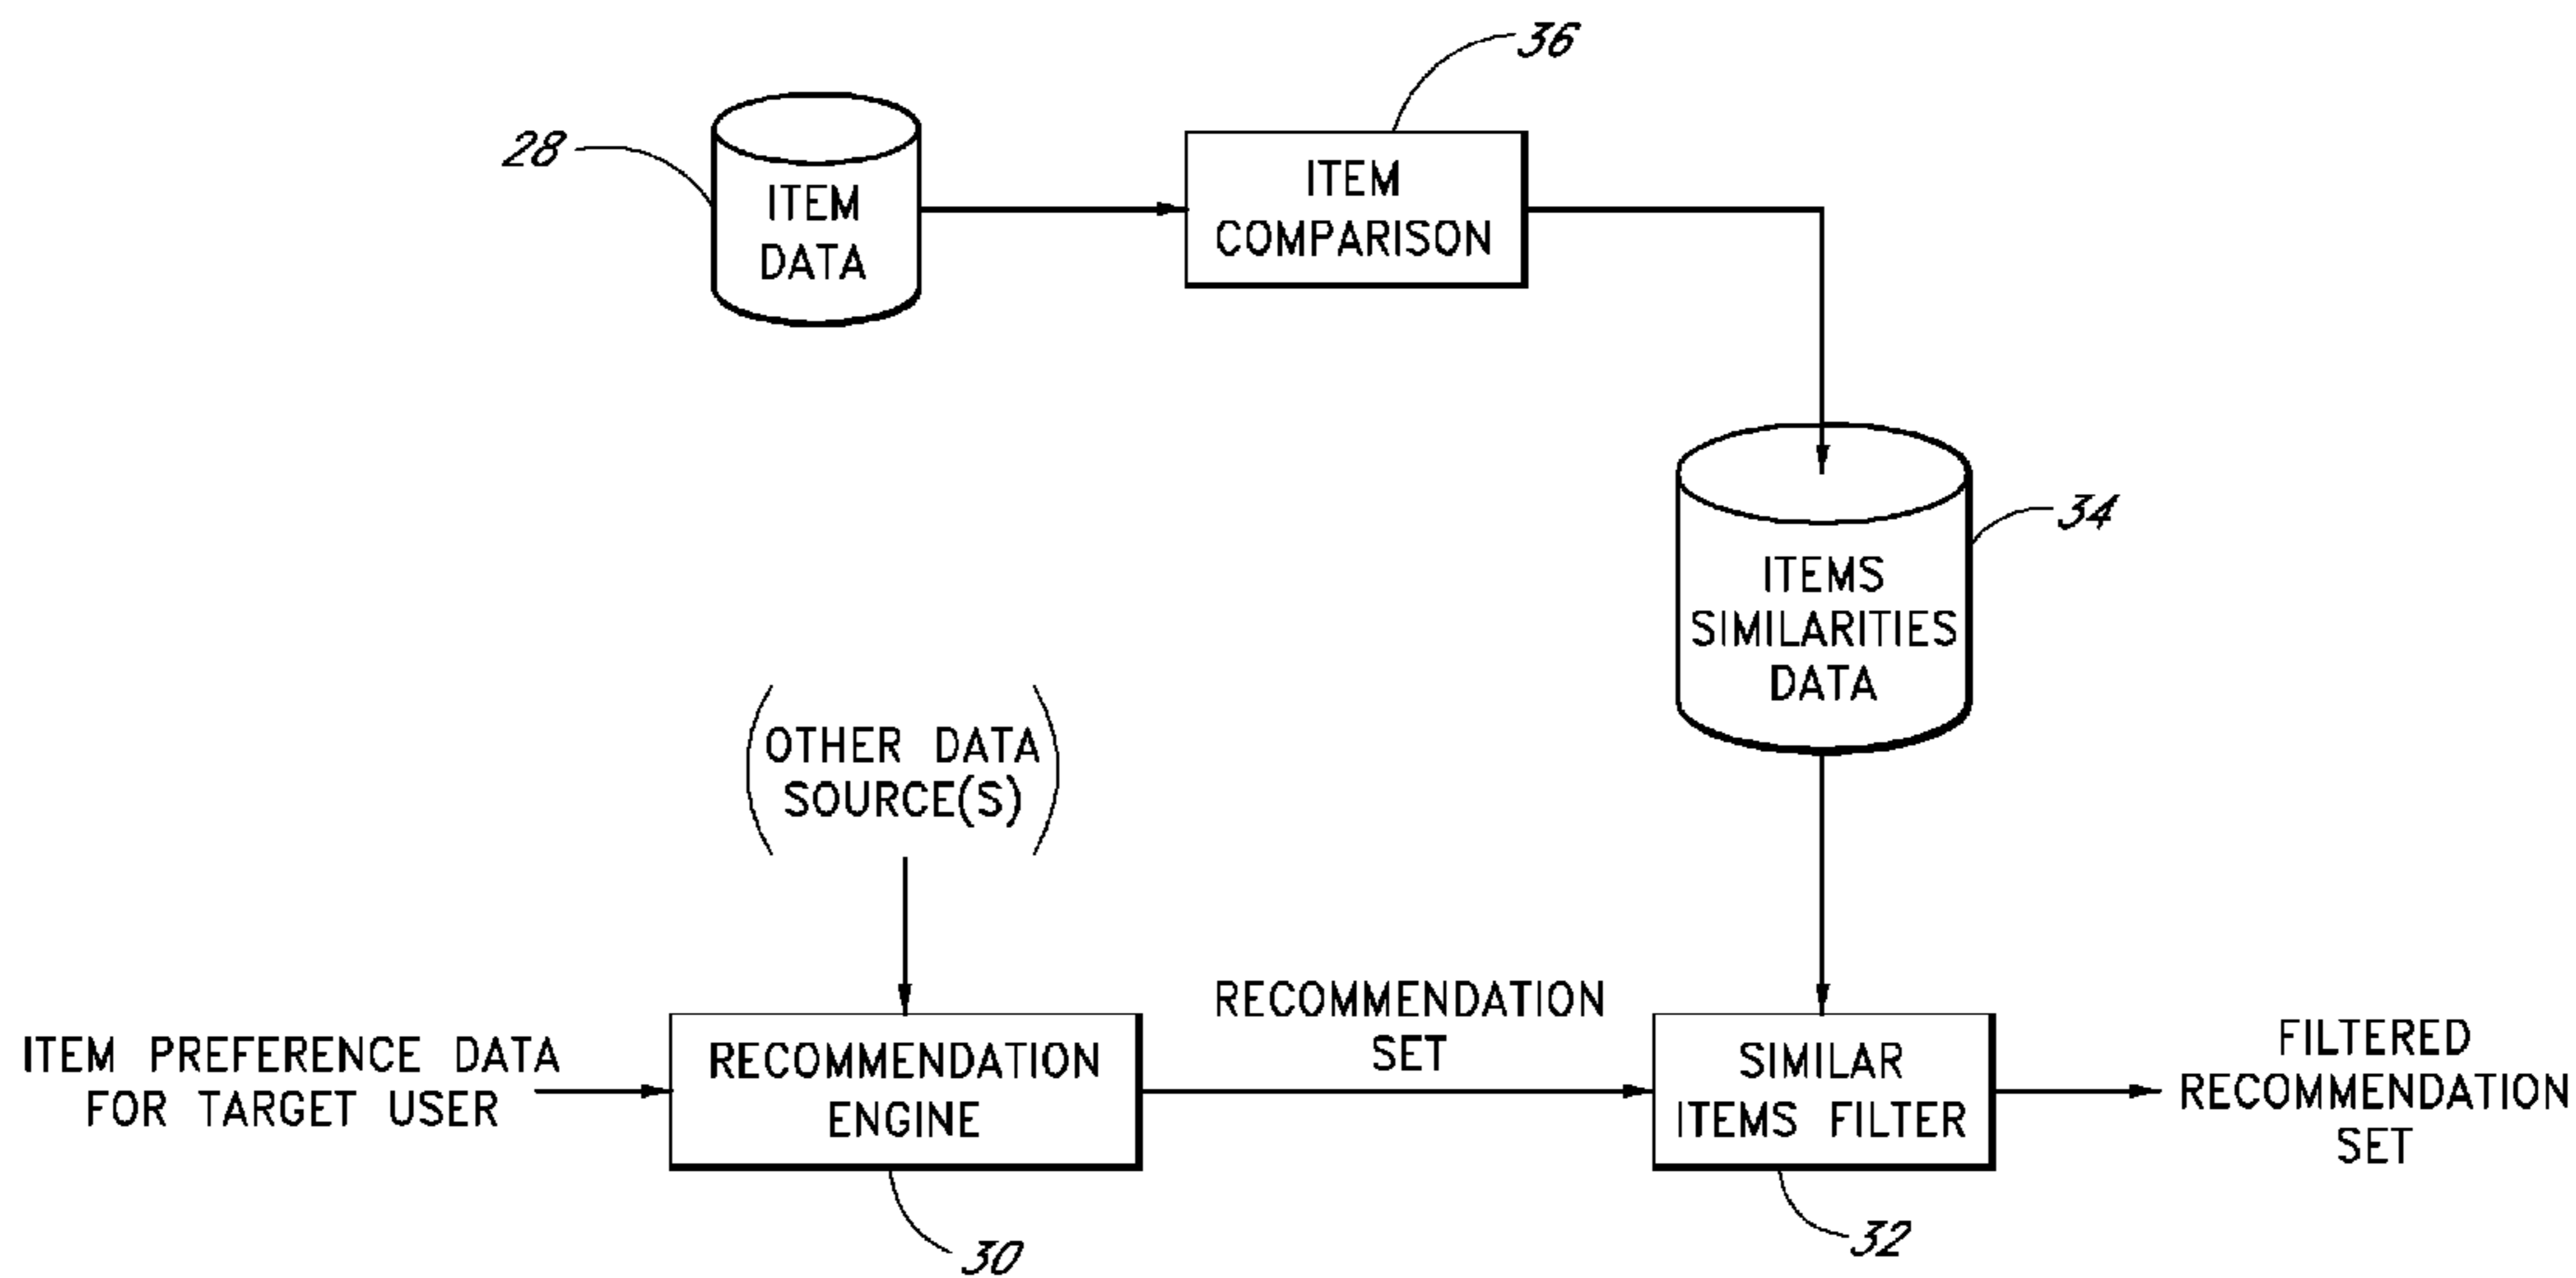 36
28
ITEM
DATA
ITEM
COMPARISON
34
ITEMS
SIMILARITIES
DATA
(OTHER DATA
SOURCE(S))
ITEM PREFERENCE DATA
FOR TARGET USER
RECOMMENDATION
ENGINE
RECOMMENDATION
SET
SIMILAR
ITEMS FILTER
FILTERED
RECOMMENDATION
SET
30
32